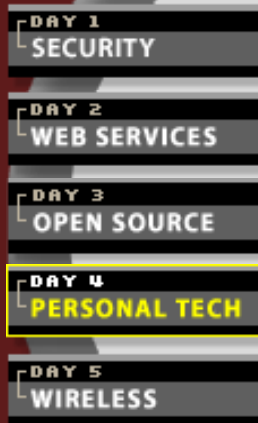 DAY 1
SECURITY
DAY 2
WEB SERVICES
DAY 3
OPEN SOURCE
DAY 4
PERSONAL TECH
DAY 5
WIRELESS